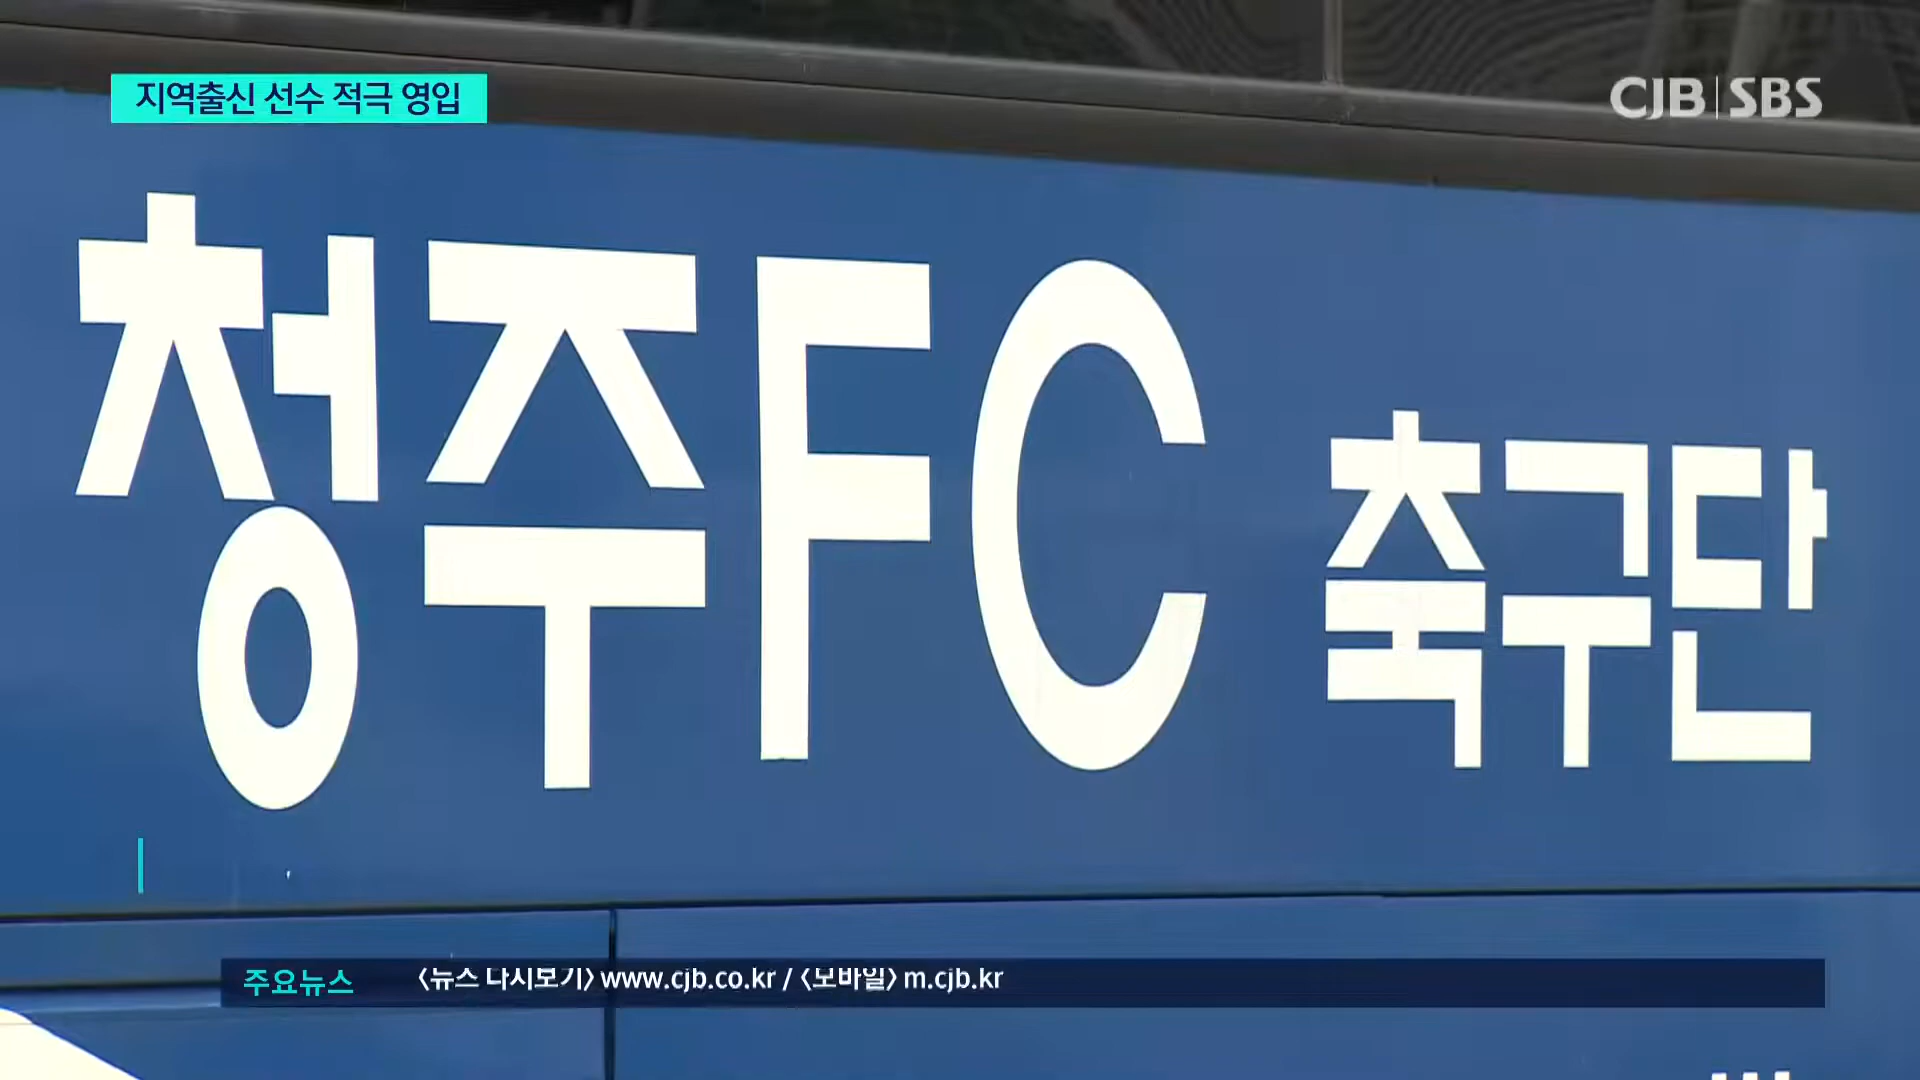 지역출신 선수 적극 영입
CJB SBS
청주FC 축구단
주요뉴스 〈뉴스 다시보기〉 www.cjb.co.kr / 〈모바일〉 m.cjb.kr